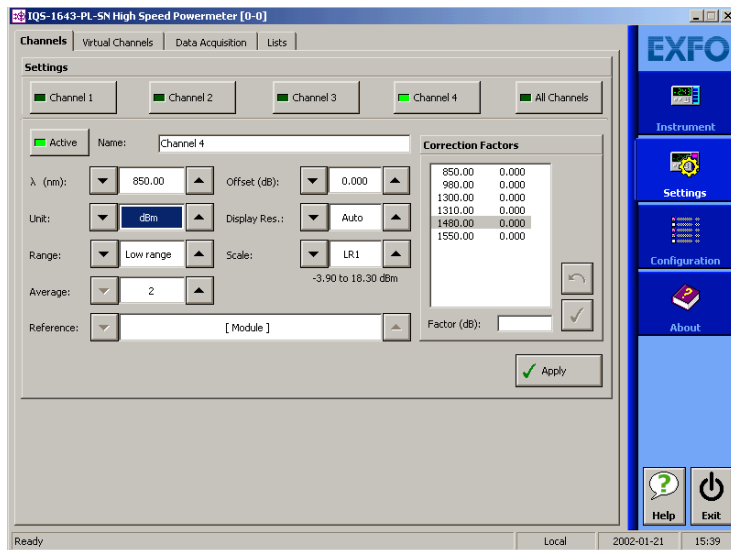 IQS-1643-PL-SN High Speed Powermeter [0-0]
Channels Virtual Channels Data Acquisition Lists
EXFO
Settings
Channel 1 Channel 2 Channel 3 Channel 4 All Channels
Instrument
Active Name: Channel 4
Correction Factors
λ (nm): 850.00 Offset (dB): 0.000
850.00 0.000
980.00 0.000
1300.00 0.000
1310.00 0.000
1480.00 0.000
1550.00 0.000
Settings
Unit: dBm Display Res.: Auto
Range: Low range Scale: LR1
-3.90 to 18.30 dBm
Configuration
Average: 2
Reference: [ Module ]
Factor (dB):
About
Apply
Help Exit
Ready Local 2002-01-21 15:39